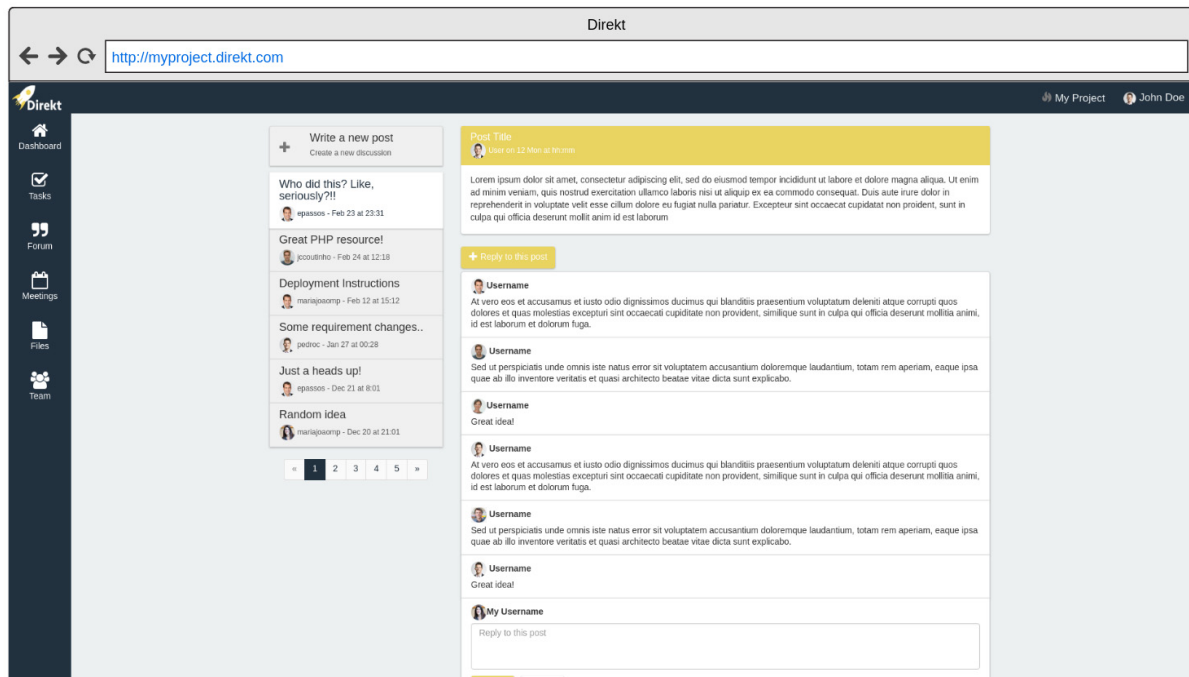 Direkt
http://myproject.direkt.com
Direkt
My Project
John Doe
Dashboard
Tasks
Forum
Meetings
Files
Team
Write a new post
Create a new discussion
Who did this? Like,
seriously?!!
epassos - Feb 23 at 23:31
Great PHP resource!
jccoutinho - Feb 24 at 12:18
Deployment Instructions
mariajoaomp - Feb 12 at 15:12
Some requirement changes..
pedroc - Jan 27 at 00:28
Just a heads up!
epassos - Dec 21 at 8:01
Random idea
mariajoaomp - Dec 20 at 21:01
« 1 2 3 4 5 »
Post Title
User on 12 Mon at hh:mm
Lorem ipsum dolor sit amet, consectetur adipiscing elit, sed do eiusmod tempor incididunt ut labore et dolore magna aliqua. Ut enim
ad minim veniam, quis nostrud exercitation ullamco laboris nisi ut aliquip ex ea commodo consequat. Duis aute irure dolor in
reprehenderit in voluptate velit esse cillum dolore eu fugiat nulla pariatur. Excepteur sint occaecat cupidatat non proident, sunt in
culpa qui officia deserunt mollit anim id est laborum
Reply to this post
Username
At vero eos et accusamus et iusto odio dignissimos ducimus qui blanditiis praesentium voluptatum deleniti atque corrupti quos
dolores et quas molestias excepturi sint occaecati cupiditate non provident, similique sunt in culpa qui officia deserunt mollitia animi,
id est laborum et dolorum fuga.
Username
Sed ut perspiciatis unde omnis iste natus error sit voluptatem accusantium doloremque laudantium, totam rem aperiam, eaque ipsa
quae ab illo inventore veritatis et quasi architecto beatae vitae dicta sunt explicabo.
Username
Great idea!
Username
At vero eos et accusamus et iusto odio dignissimos ducimus qui blanditiis praesentium voluptatum deleniti atque corrupti quos
dolores et quas molestias excepturi sint occaecati cupiditate non provident, similique sunt in culpa qui officia deserunt mollitia animi,
id est laborum et dolorum fuga.
Username
Sed ut perspiciatis unde omnis iste natus error sit voluptatem accusantium doloremque laudantium, totam rem aperiam, eaque ipsa
quae ab illo inventore veritatis et quasi architecto beatae vitae dicta sunt explicabo.
Username
Great idea!
My Username
Reply to this post